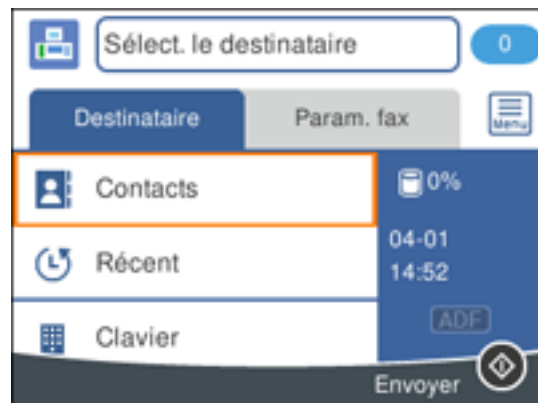 Sélect. le destinataire
0
Destinataire
Param. fax
Menu
Contacts
0%
Récent
04-01
14:52
Clavier
ADF
Envoyer